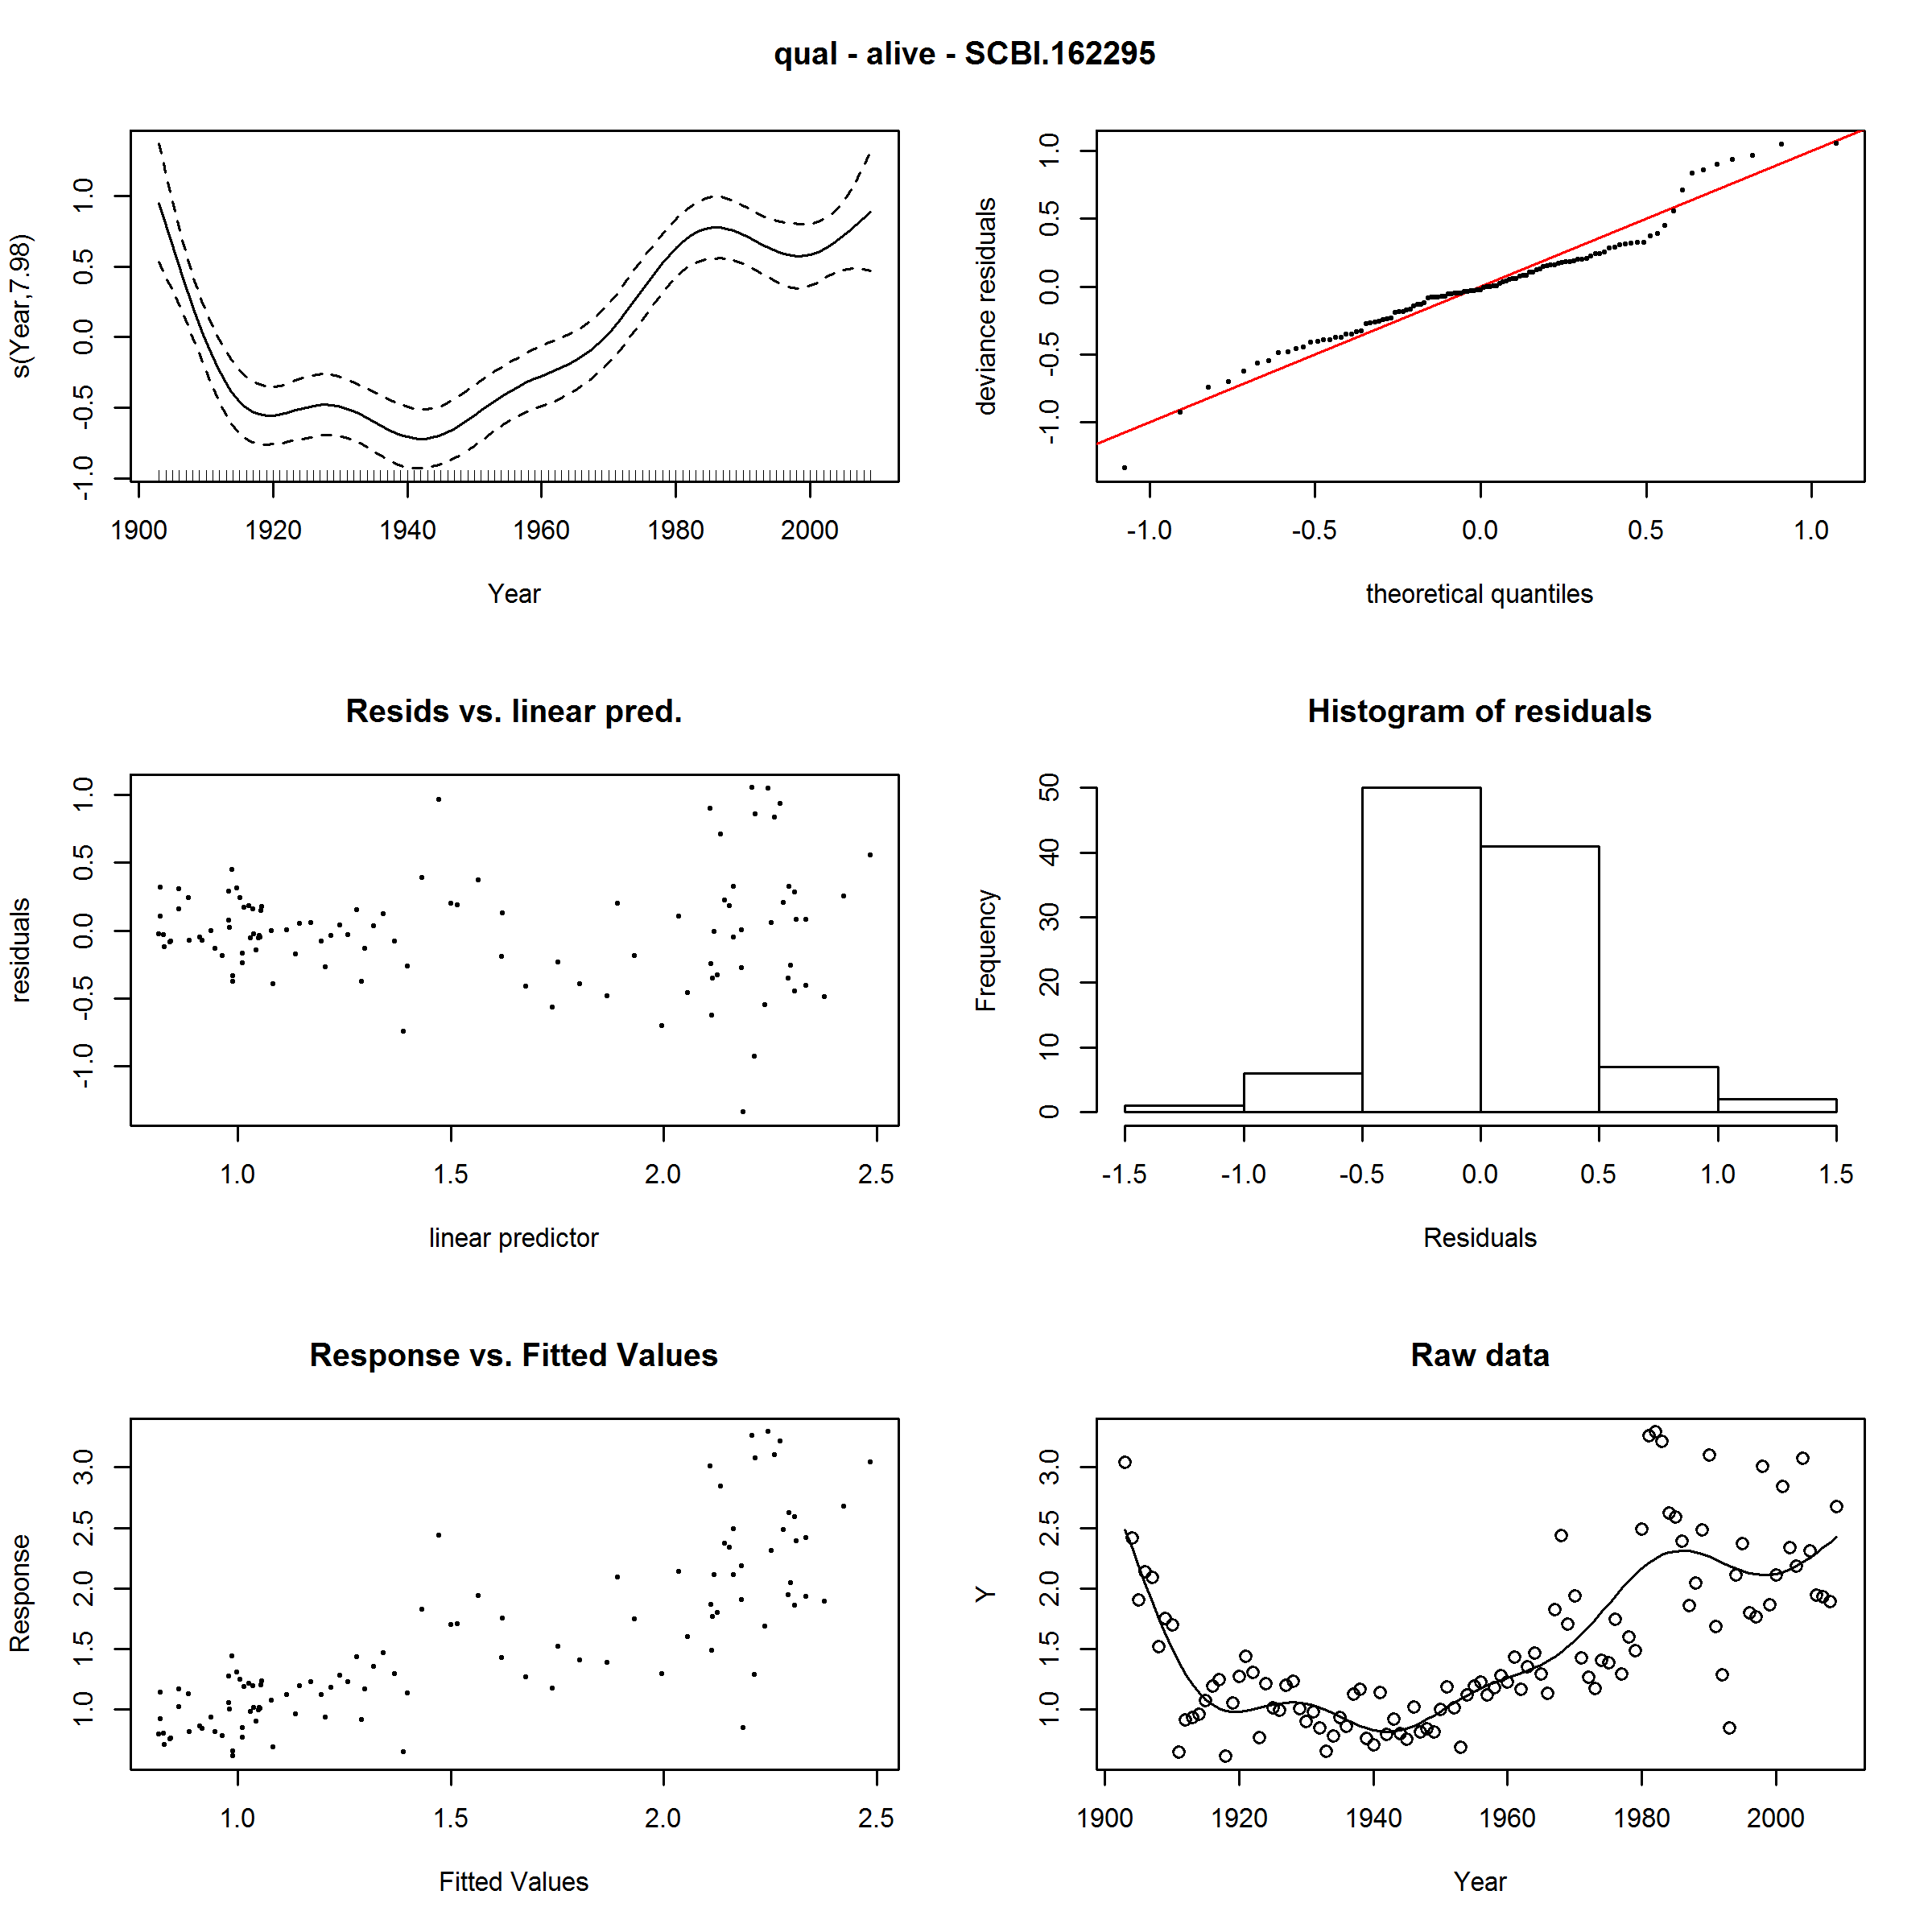 qual - alive - SCBI.162295
s(Year,7.98)
-1.0 -0.5 0.0 0.5 1.0
1900 1920 1940 1960 1980 2000
Year
deviance residuals
-1.0 -0.5 0.0 0.5 1.0
-1.0 -0.5 0.0 0.5 1.0
theoretical quantiles
Resids vs. linear pred.
residuals
-1.0 -0.5 0.0 0.5 1.0
1.0 1.5 2.0 2.5
linear predictor
Histogram of residuals
Frequency
0 10 20 30 40 50
-1.5 -1.0 -0.5 0.0 0.5 1.0 1.5
Residuals
Response vs. Fitted Values
Response
1.0 1.5 2.0 2.5 3.0
1.0 1.5 2.0 2.5
Fitted Values
Raw data
Y
1.0 1.5 2.0 2.5 3.0
1900 1920 1940 1960 1980 2000
Year